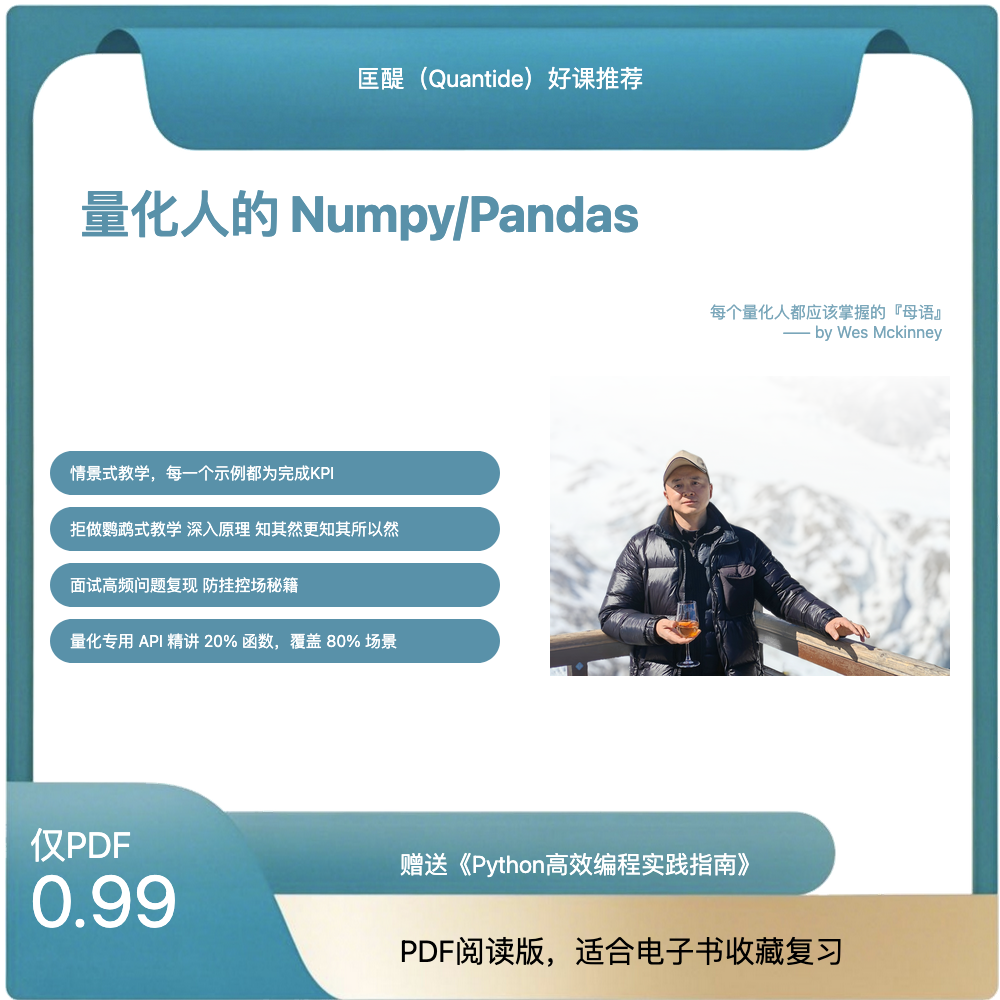 匡醍（Quantide）好课推荐
量化人的 Numpy/Pandas
每个量化人都应该掌握的『母语』
—— by Wes Mckinney
情景式教学，每一个示例都为完成KPI
拒做鹦鹉式教学 深入原理 知其然更知其所以然
面试高频问题复现 防挂控场秘籍
量化专用 API 精讲 20% 函数，覆盖 80% 场景
仅PDF
0.99
赠送《Python高效编程实践指南》
PDF阅读版，适合电子书收藏复习